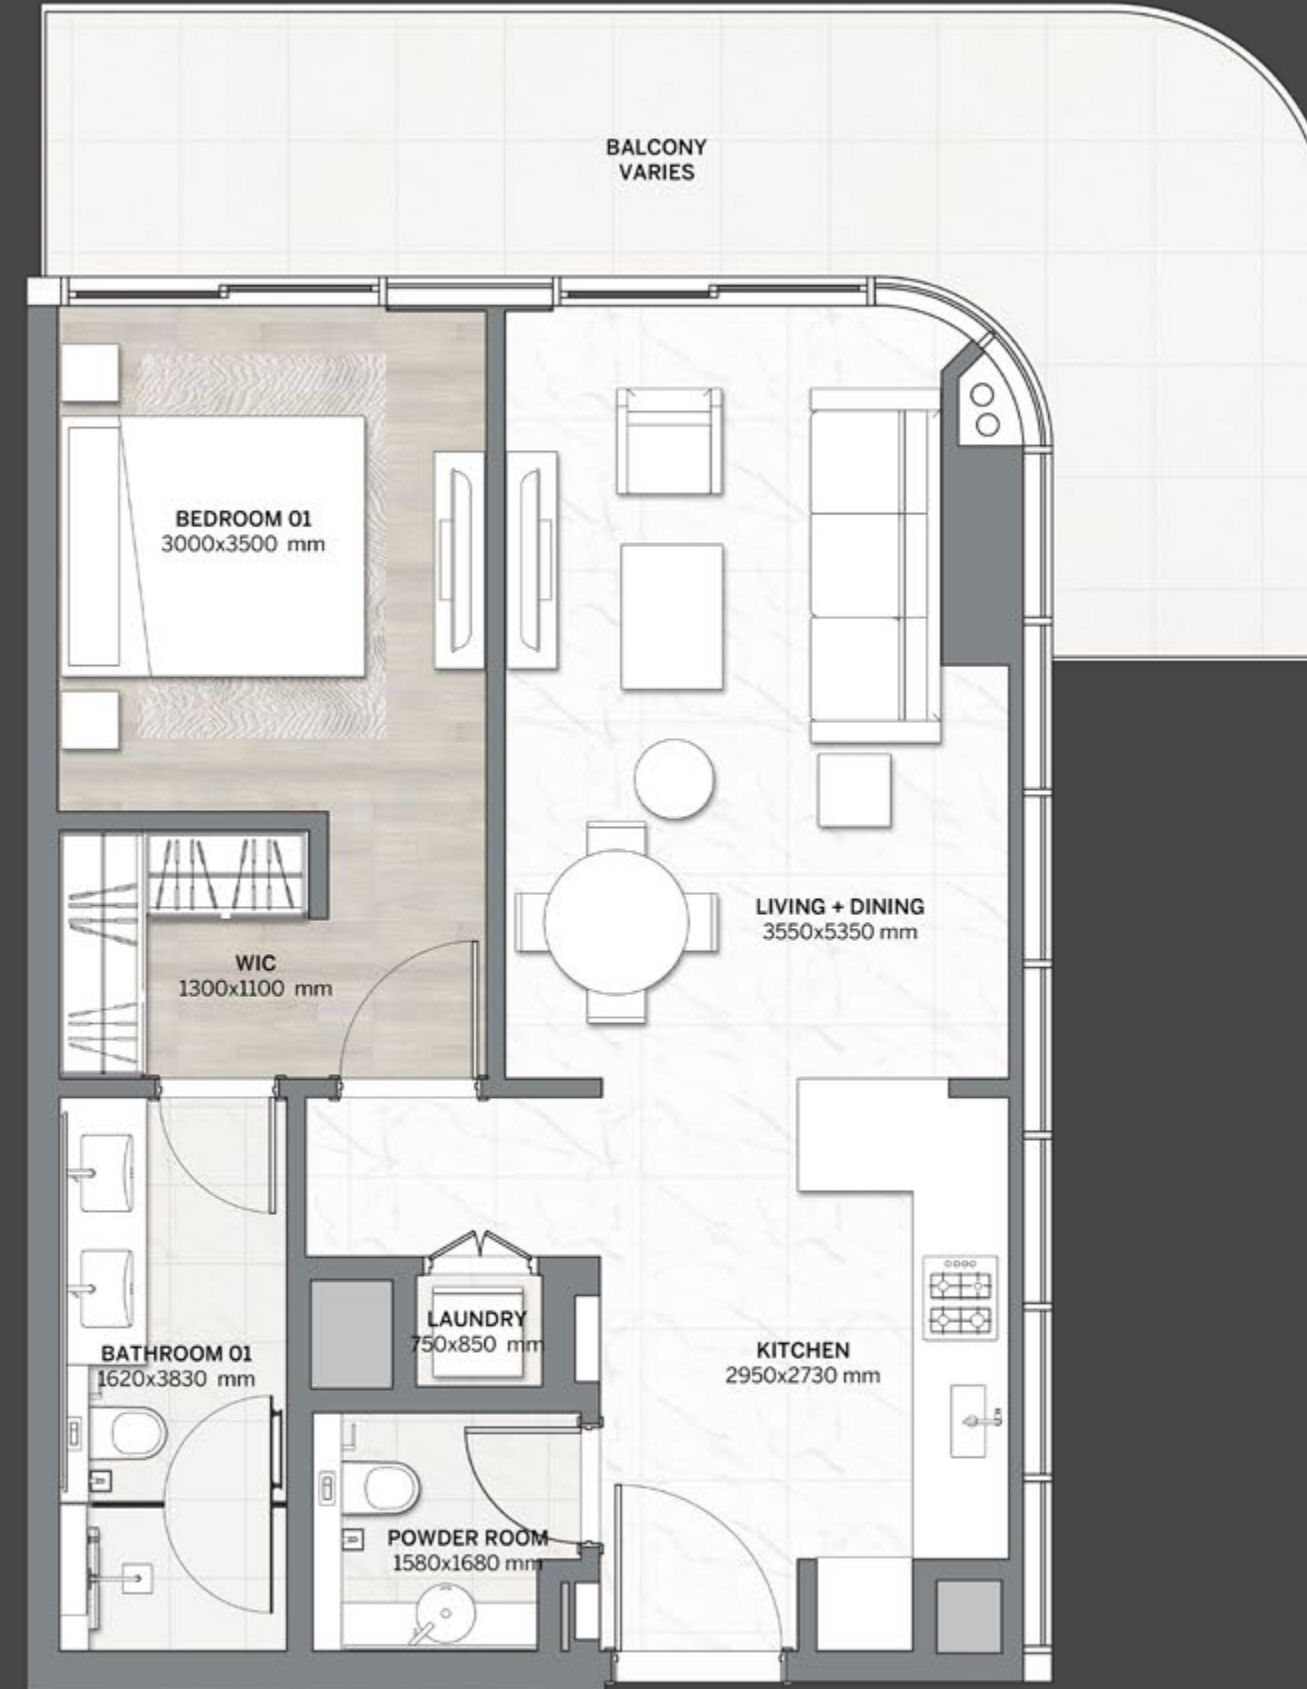 BALCONY
VARIES
BEDROOM 01
3000x3500 mm
LIVING + DINING
3550x5350 mm
WIC
1300x1100 mm
LAUNDRY
750x850 mm
BATHROOM 01
1620x3830 mm
KITCHEN
2950x2730 mm
POWDER ROOM
1580x1680 mm